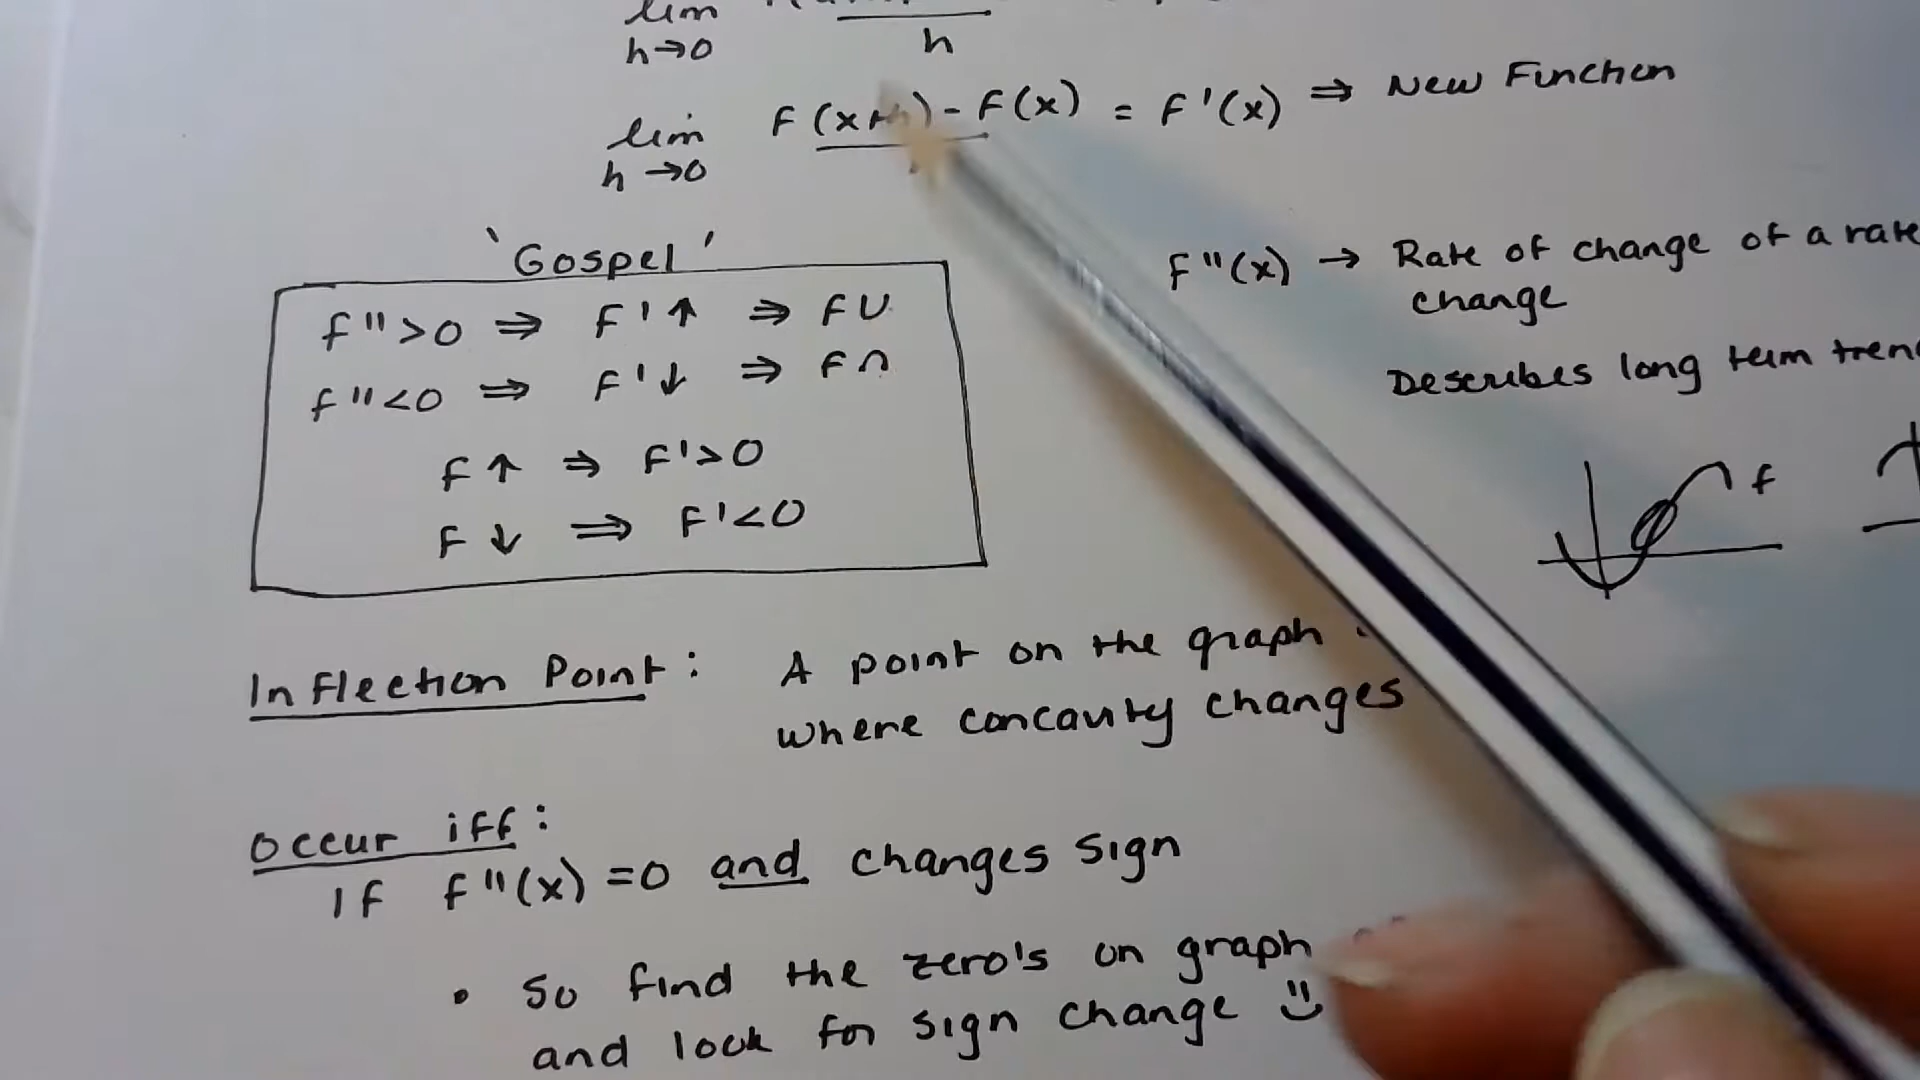 lim
h→0 h
lim F(x+h) - F(x) = F'(x) ⇒ New Function
h→0
'Gospel'
f''>0 ⇒ F'↑ ⇒ F∪
f''<0 ⇒ F'↓ ⇒ F∩
F↑ ⇒ F'>0
F↓ ⇒ F'<0
F''(x) → Rate of change of a rate
change
Describes long term
f
Inflection Point: A point on the graph
where concavity changes
Occur iff:
If f''(x) =0 and changes sign
• So find the zero's on graph
and look for sign change